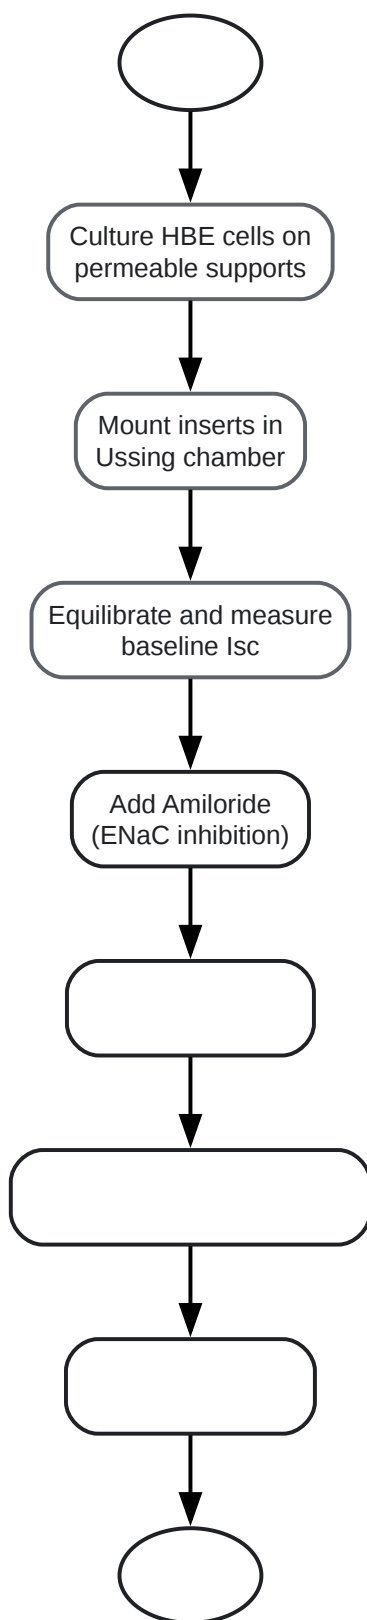 Culture HBE cells on
permeable supports
Mount inserts in
Ussing chamber
Equilibrate and measure
baseline Isc
Add Amiloride
(ENaC inhibition)